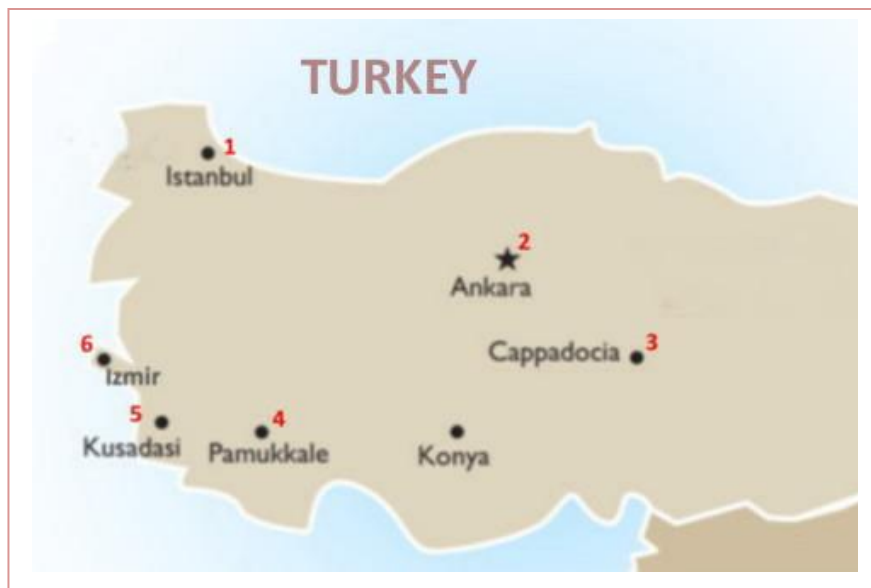 TURKEY
1
Istanbul
2
Ankara
Cappadocia 3
6
Izmir
5
Kusadasi
4
Pamukkale
Konya